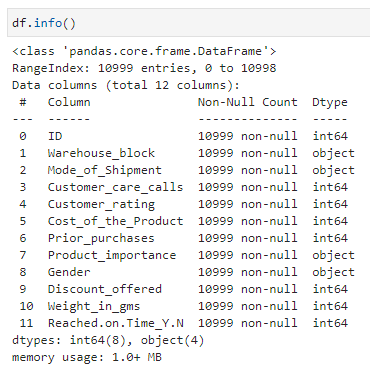 df.info()
<class 'pandas.core.frame.DataFrame'>
RangeIndex: 10999 entries, 0 to 10998
Data columns (total 12 columns):
 #   Column               Non-Null Count  Dtype
---  ------               --------------  -----
 0   ID                   10999 non-null  int64
 1   Warehouse_block      10999 non-null  object
 2   Mode_of_Shipment     10999 non-null  object
 3   Customer_care_calls  10999 non-null  int64
 4   Customer_rating      10999 non-null  int64
 5   Cost_of_the_Product  10999 non-null  int64
 6   Prior_purchases      10999 non-null  int64
 7   Product_importance   10999 non-null  object
 8   Gender               10999 non-null  object
 9   Discount_offered     10999 non-null  int64
 10  Weight_in_gms        10999 non-null  int64
 11  Reached.on.Time_Y.N  10999 non-null  int64
dtypes: int64(8), object(4)
memory usage: 1.0+ MB